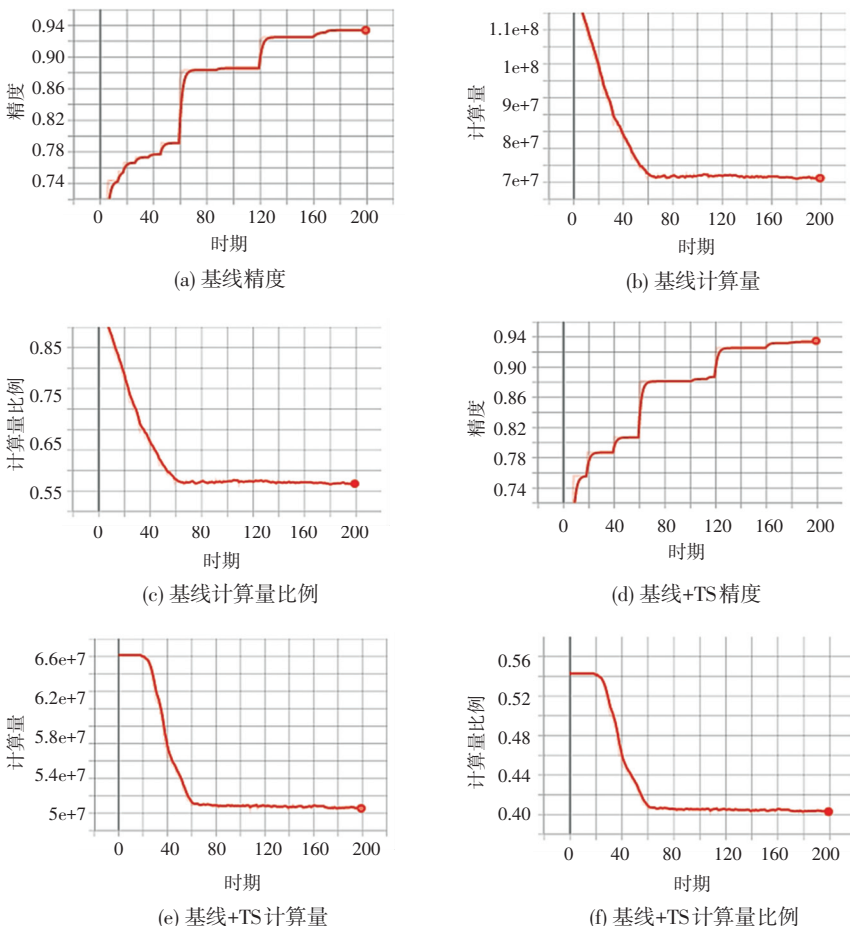 0.94
0.90
0.86
0.82
0.78
0.74
精度
0 40 80 120 160 200
时期
(a) 基线精度
1.1e+8
1e+8
9e+7
8e+7
7e+7
计算量
0 40 80 120 160 200
时期
(b) 基线计算量
0.85
0.75
0.65
0.55
计算量比例
0 40 80 120 160 200
时期
(c) 基线计算量比例
0.94
0.90
0.86
0.82
0.78
0.74
精度
0 40 80 120 160 200
时期
(d) 基线+TS精度
6.6e+7
6.2e+7
5.8e+7
5.4e+7
5e+7
计算量
0 40 80 120 160 200
时期
(e) 基线+TS计算量
0.56
0.52
0.48
0.44
0.40
计算量比例
0 40 80 120 160 200
时期
(f) 基线+TS计算量比例